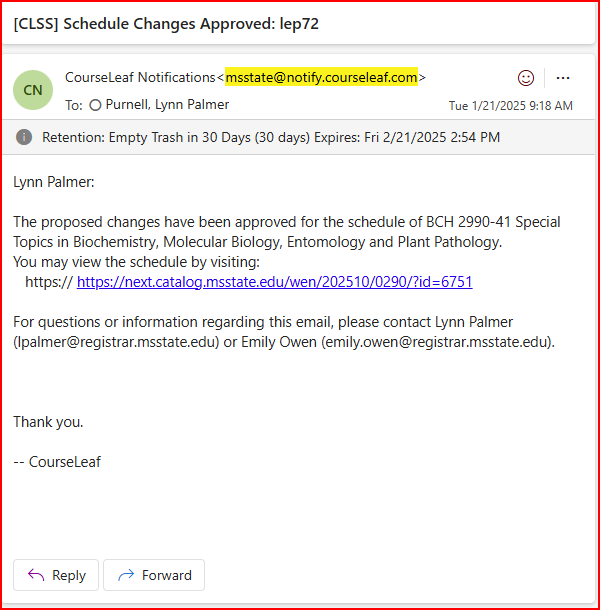 [CLSS] Schedule Changes Approved: lep72
CN
CourseLeaf Notifications<msstate@notify.courseleaf.com>
To: Purnell, Lynn Palmer
Tue 1/21/2025 9:18 AM
Retention: Empty Trash in 30 Days (30 days) Expires: Fri 2/21/2025 2:54 PM
Lynn Palmer:
The proposed changes have been approved for the schedule of BCH 2990-41 Special
Topics in Biochemistry, Molecular Biology, Entomology and Plant Pathology.
You may view the schedule by visiting:
https:// https://next.catalog.msstate.edu/wen/202510/0290/?id=6751
For questions or information regarding this email, please contact Lynn Palmer
(lpalmer@registrar.msstate.edu) or Emily Owen (emily.owen@registrar.msstate.edu).
Thank you.
-- CourseLeaf
Reply
Forward